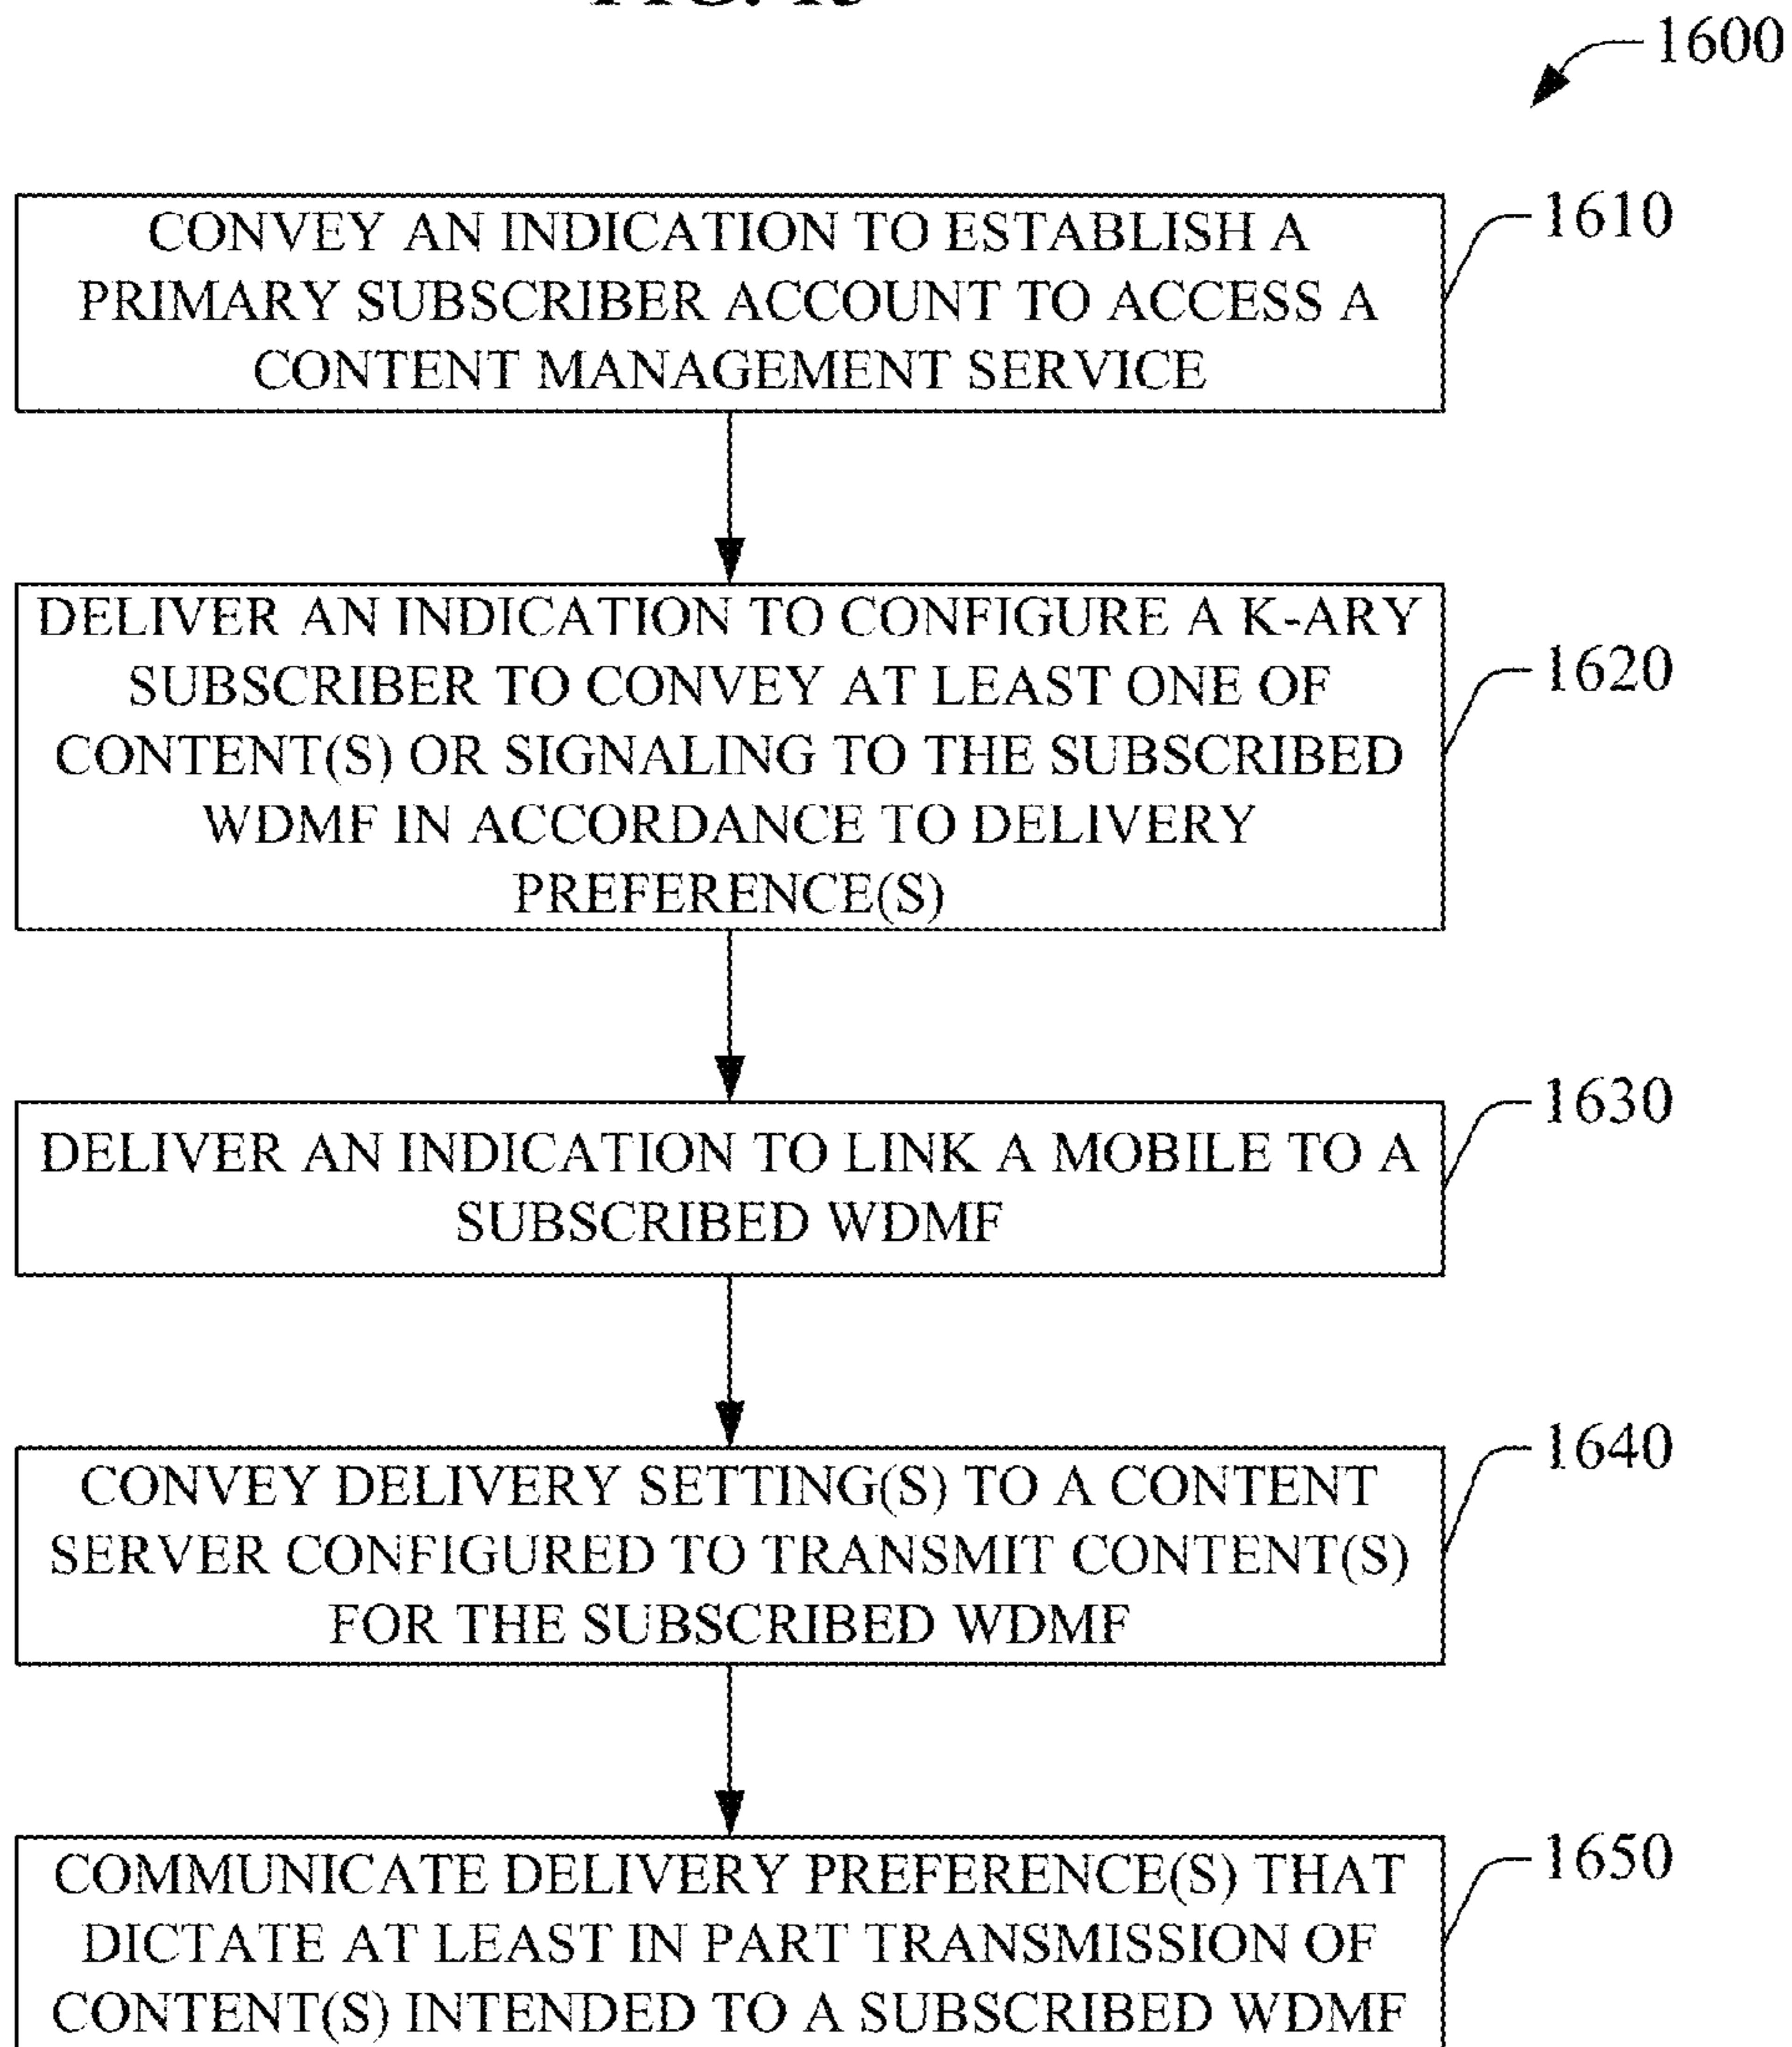 1600
CONVEY AN INDICATION TO ESTABLISH A
PRIMARY SUBSCRIBER ACCOUNT TO ACCESS A
CONTENT MANAGEMENT SERVICE
1610
DELIVER AN INDICATION TO CONFIGURE A K-ARY
SUBSCRIBER TO CONVEY AT LEAST ONE OF
CONTENT(S) OR SIGNALING TO THE SUBSCRIBED
WDMF IN ACCORDANCE TO DELIVERY
PREFERENCE(S)
1620
DELIVER AN INDICATION TO LINK A MOBILE TO A
SUBSCRIBED WDMF
1630
CONVEY DELIVERY SETTING(S) TO A CONTENT
SERVER CONFIGURED TO TRANSMIT CONTENT(S)
FOR THE SUBSCRIBED WDMF
1640
COMMUNICATE DELIVERY PREFERENCE(S) THAT
DICTATE AT LEAST IN PART TRANSMISSION OF
CONTENT(S) INTENDED TO A SUBSCRIBED WDMF
1650